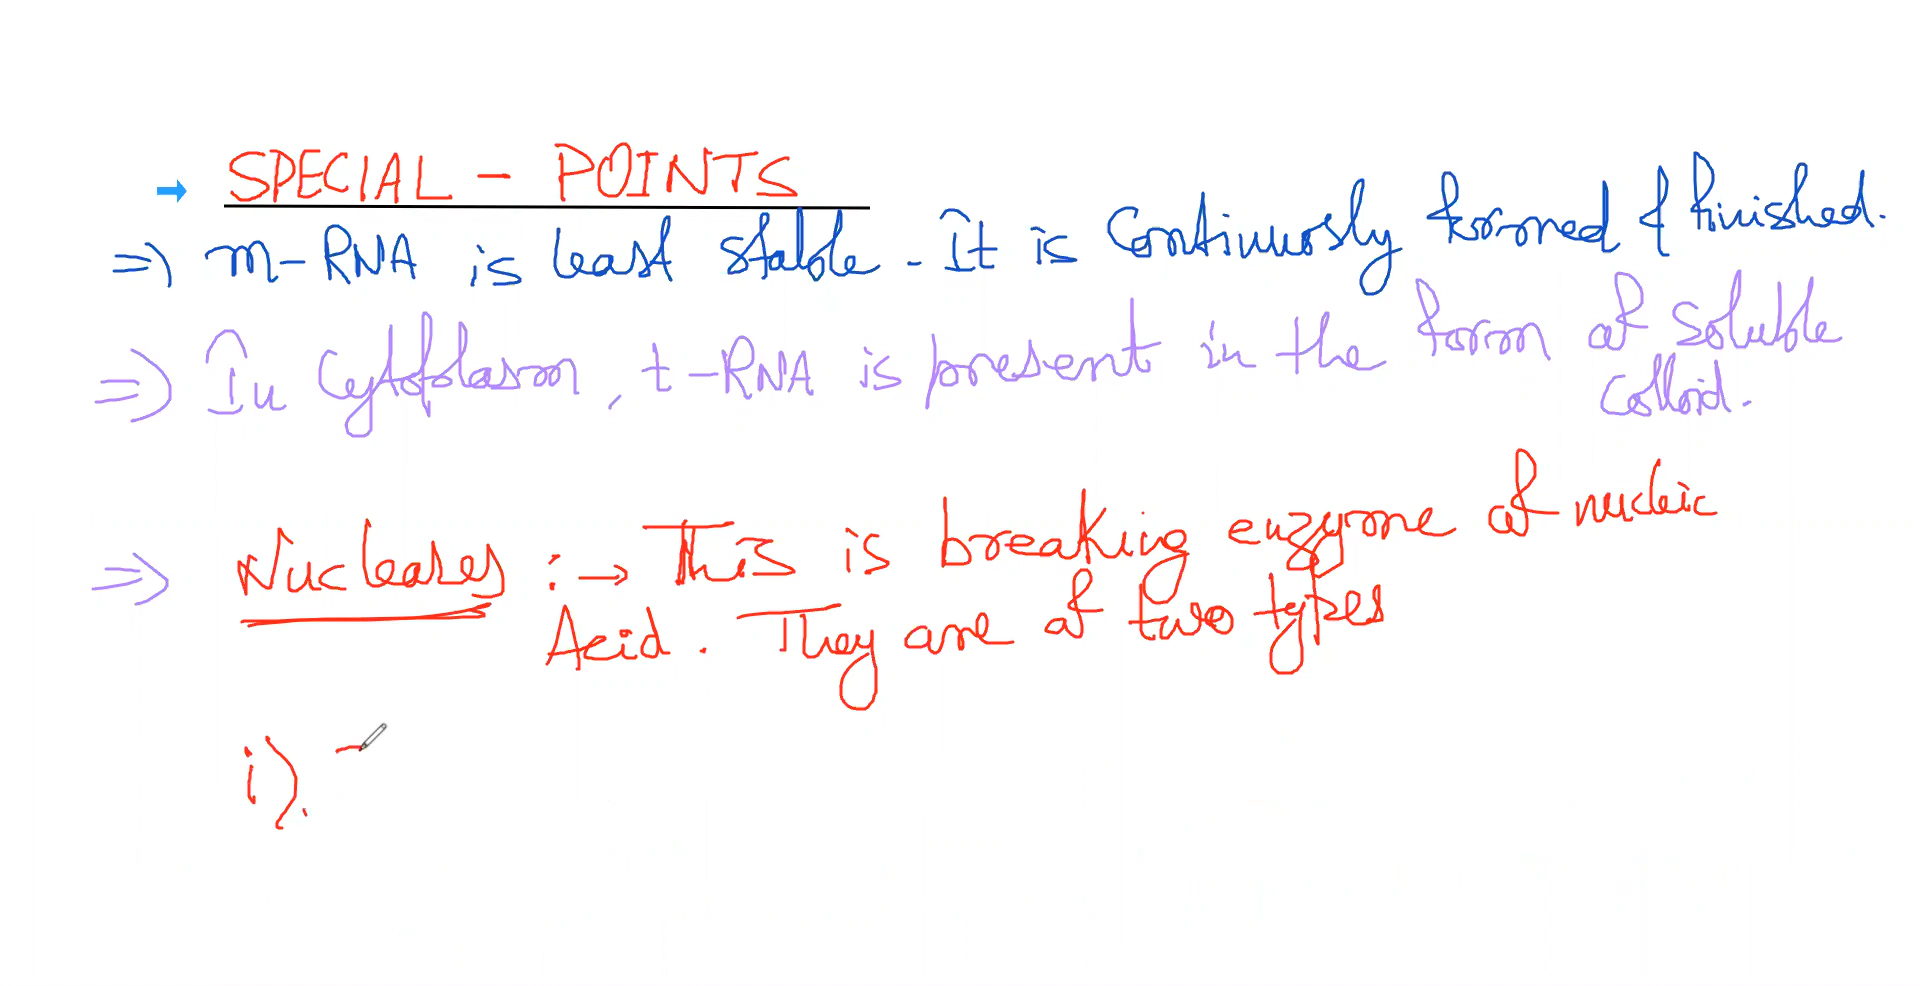 → SPECIAL - POINTS
⇒ m-RNA is least stable. It is Continuously formed & finished.
⇒ In Cytoplasm, t-RNA is present in the form of soluble
Colloid.
⇒ Nucleases :→ This is breaking enzyme of nucleic
Acid. They are of two types
i).